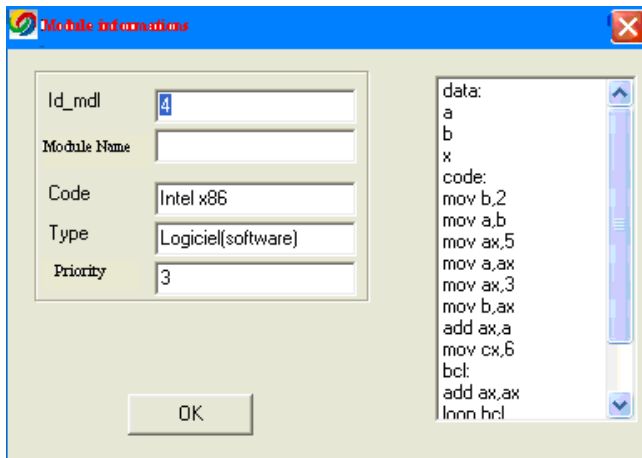 Module informations
Id_mdl
4
Module Name
Code
Intel x86
Type
Logiciel(software)
Priority
3
OK
data:
a
b
x
code:
mov b,2
mov a,b
mov ax,5
mov a,ax
mov ax,3
mov b,ax
add ax,a
mov cx,6
bcl:
add ax,ax
loop bcl